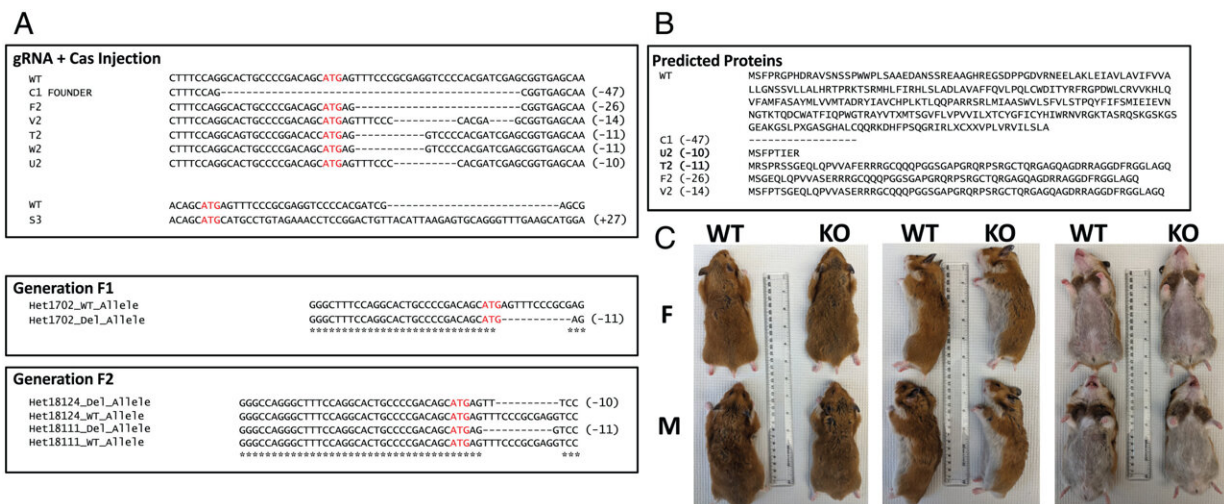 A
gRNA + Cas Injection
WT CTTTCCAGGCACTGCCCCGACAGCATGAGTTTCCCGCGAGGTCCCCACGATCGAGCGGTGAGCAA
C1 FOUNDER CTTTCCAG-----------------------------------------------CGGTGAGCAA (-47)
F2 CTTTCCAGGCACTGCCCCGACAGCATGAG--------------------------CGGTGAGCAA (-26)
V2 CTTTCCAGGCACTGCCCCGACAGCATGAGTTTCCC----------CACGA----GCGGTGAGCAA (-14)
T2 CTTTCCAGGCACTGCCCCGGACACCATGAG-----------GTCCCCACGATCGAGCGGTGAGCAA (-11)
W2 CTTTCCAGGCACTGCCCCGACAGCATGAG-----------GTCCCCACGATCGAGCGGTGAGCAA (-11)
U2 CTTTCCAGGCACTGCCCCGACAGCATGAGTTTCCC----------CACGATCGAGCGGTGAGCAA (-10)
WT ACAGCATGAGTTTCCCGCGAGGTCCCCACGATCG---------------------------AGCG
S3 ACAGCATGCATGCCTGTAGAAACCTCCGGACTGTTACATTAAGAGTGCAGGGTTTGAAGCATGGA (+27)
Generation F1
Het1702_WT_Allele GGGCTTTCCAGGCACTGCCCCGACAGCATGAGTTTCCCGCGAG
Het1702_Del_Allele GGGCTTTCCAGGCACTGCCCCGACAGCATG-----------AG (-11)
****************************** ***
Generation F2
Het18124_Del_Allele GGGCCAGGGCTTTCCAGGCACTGCCCCGACAGCATGAGTT----------TCC (-10)
Het18124_WT_Allele GGGCCAGGGCTTTCCAGGCACTGCCCCGACAGCATGAGTTTCCCGCGAGGTCC
Het18111_Del_Allele GGGCCAGGGCTTTCCAGGCACTGCCCCGACAGCATGAG-----------GTCC (-11)
Het18111_WT_Allele GGGCCAGGGCTTTCCAGGCACTGCCCCGACAGCATGAGTTTCCCGCGAGGTCC
************************************** ***
B
Predicted Proteins
WT MSFPRGPHDRAVSNSSPWWPLSAAEDANSSREAAGHREGSDPPGDVRNEELAKLEIAVLAVIFVVA
LLGNSSVLLALHRTPRKTSRMHLFIRHLSLADLAVAFFQVLPQLCWDITYRFRGPDWLCRVVKHLQ
VFAMFASAYMLVVMTADRYIAVCHPLKTLQQPARRSRLMIAASWVLSFVLSTPQYFIFSMIEIEVN
NGTKTQDCWATFIQPWGTRAYVTXMTSGVFLVPVVILXTCYGFICYHIWRNVRGKTASRQSKGSKGS
GEAKGSLPXGASGHALCQQRKDHFPSQGRIRLXCXXVPLVRVILSLA
C1 (-47) -----------------
U2 (-10) MSFPTIER
T2 (-11) MRSPRSSGEQLQPVVAFERRRGCQQQPGGSGAPGRQRPSRGCTQRGAGQAGDRRAGGDFRGGLAGQ
F2 (-26) MSGEQLQPVVASERRRGCQQQPGGSGAPGRQRPSRGCTQRGAGQAGDRRAGGDFRGGLAGQ
V2 (-14) MSFPTSGEQLQPVVASERRRGCQQQPGGSGAPGRQRPSRGCTQRGAGQAGDRRAGGDFRGGLAGQ
C
WT KO WT KO WT KO
F
M